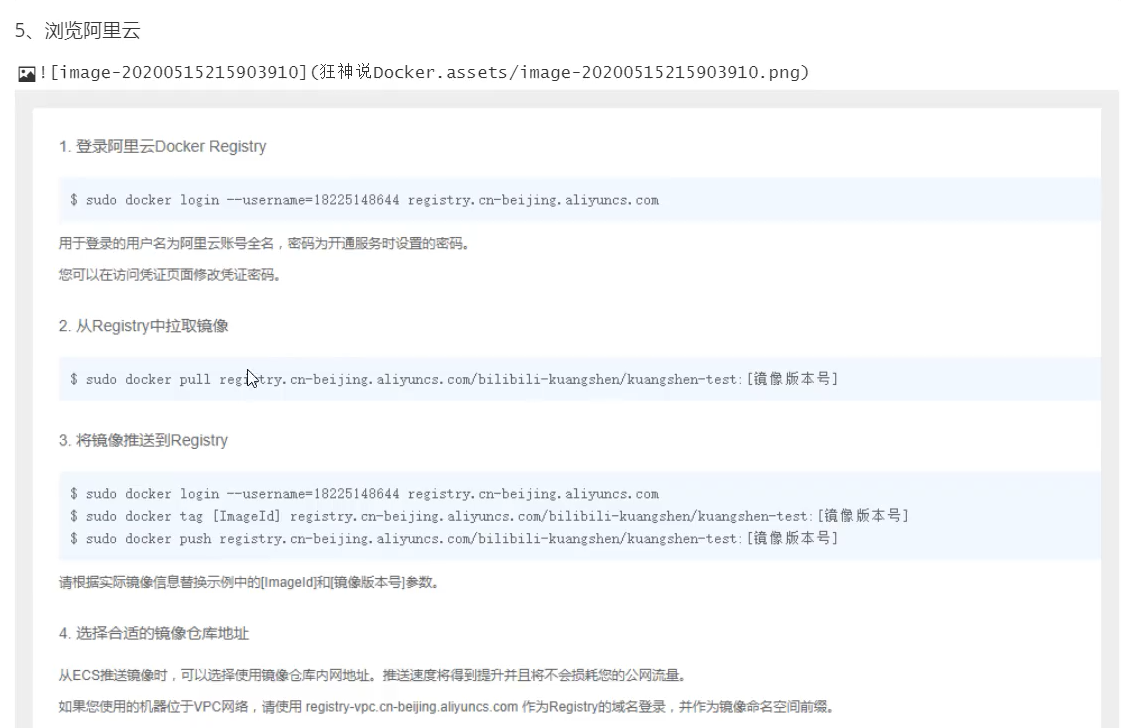 5、浏览阿里云
![image-20200515215903910](狂神说Docker.assets/image-20200515215903910.png)
1. 登录阿里云Docker Registry
$ sudo docker login --username=18225148644 registry.cn-beijing.aliyuncs.com
用于登录的用户名为阿里云账号全名，密码为开通服务时设置的密码。
您可以在访问凭证页面修改凭证密码。
2. 从Registry中拉取镜像
$ sudo docker pull registry.cn-beijing.aliyuncs.com/bilibili-kuangshen/kuangshen-test:[镜像版本号]
3. 将镜像推送到Registry
$ sudo docker login --username=18225148644 registry.cn-beijing.aliyuncs.com
$ sudo docker tag [ImageId] registry.cn-beijing.aliyuncs.com/bilibili-kuangshen/kuangshen-test:[镜像版本号]
$ sudo docker push registry.cn-beijing.aliyuncs.com/bilibili-kuangshen/kuangshen-test:[镜像版本号]
请根据实际镜像信息替换示例中的[ImageId]和[镜像版本号]参数。
4. 选择合适的镜像仓库地址
从ECS推送镜像时，可以选择使用镜像仓库内网地址。推送速度将得到提升并且将不会损耗您的公网流量。
如果您使用的机器位于VPC网络，请使用 registry-vpc.cn-beijing.aliyuncs.com 作为Registry的域名登录，并作为镜像命名空间前缀。